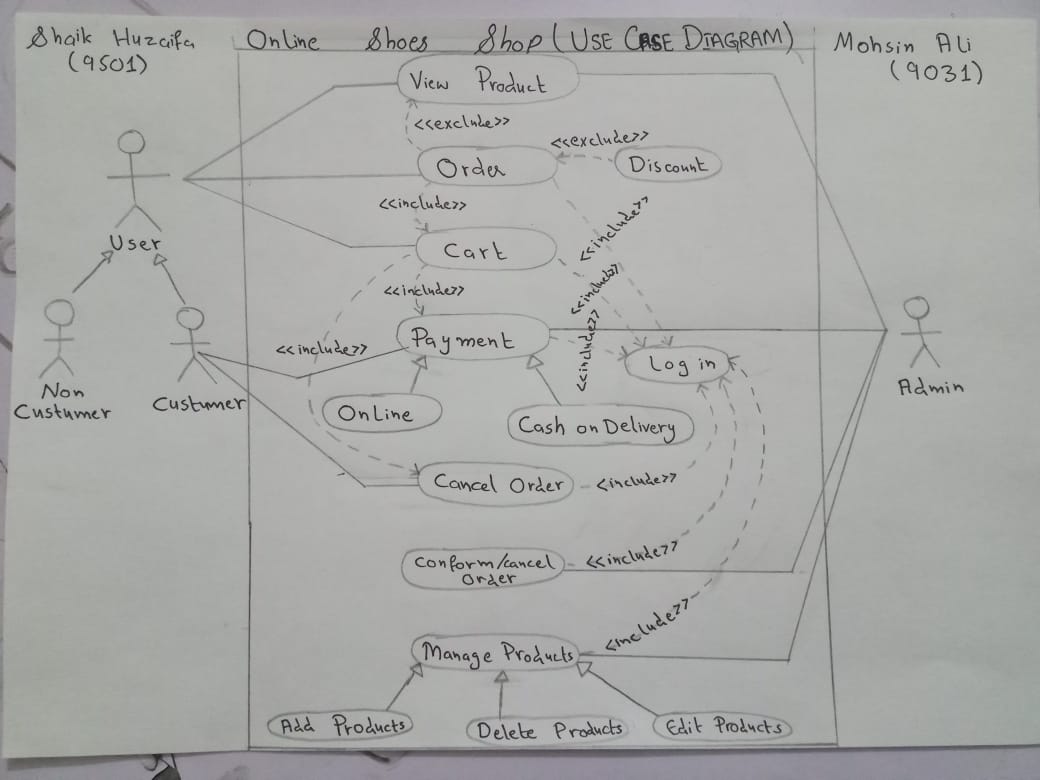 Shaik Huzaifa
(9501)
Online Shoes Shop (USE CASE DIAGRAM)
Mohsin Ali
(9031)
View Product
<<exclude>>
<<exclude>>
Order
Discount
<<include>>
<<include>>
User
Cart
<<include>>
<<include>>
Payment
<<include>>
<<include>>
Log in
Non
Custumer
Custumer
Admin
OnLine
Cash on Delivery
Cancel Order
<<include>>
Conform/cancel
Order
<<include>>
<<include>>
Manage Products
Add Products
Delete Products
Edit Products